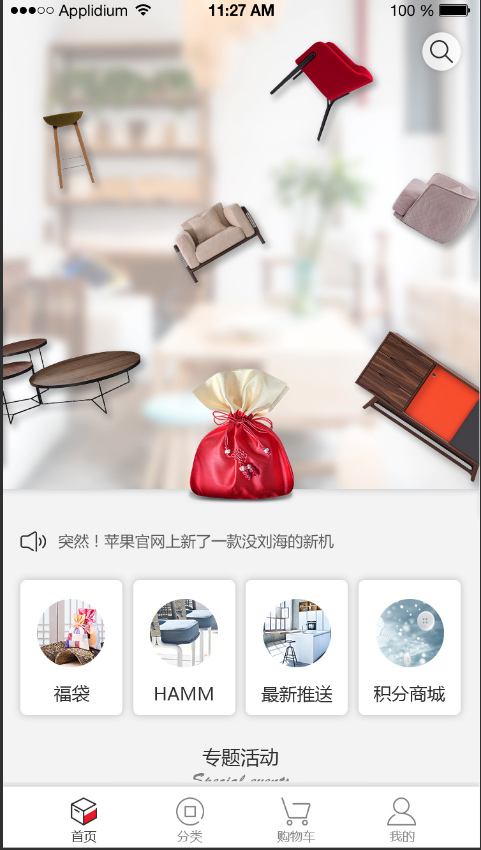 Applidium 11:27 AM 100 %
突然！苹果官网上新了一款没刘海的新机
福袋 HAMM 最新推送 积分商城
专题活动
Special events
首页 分类 购物车 我的